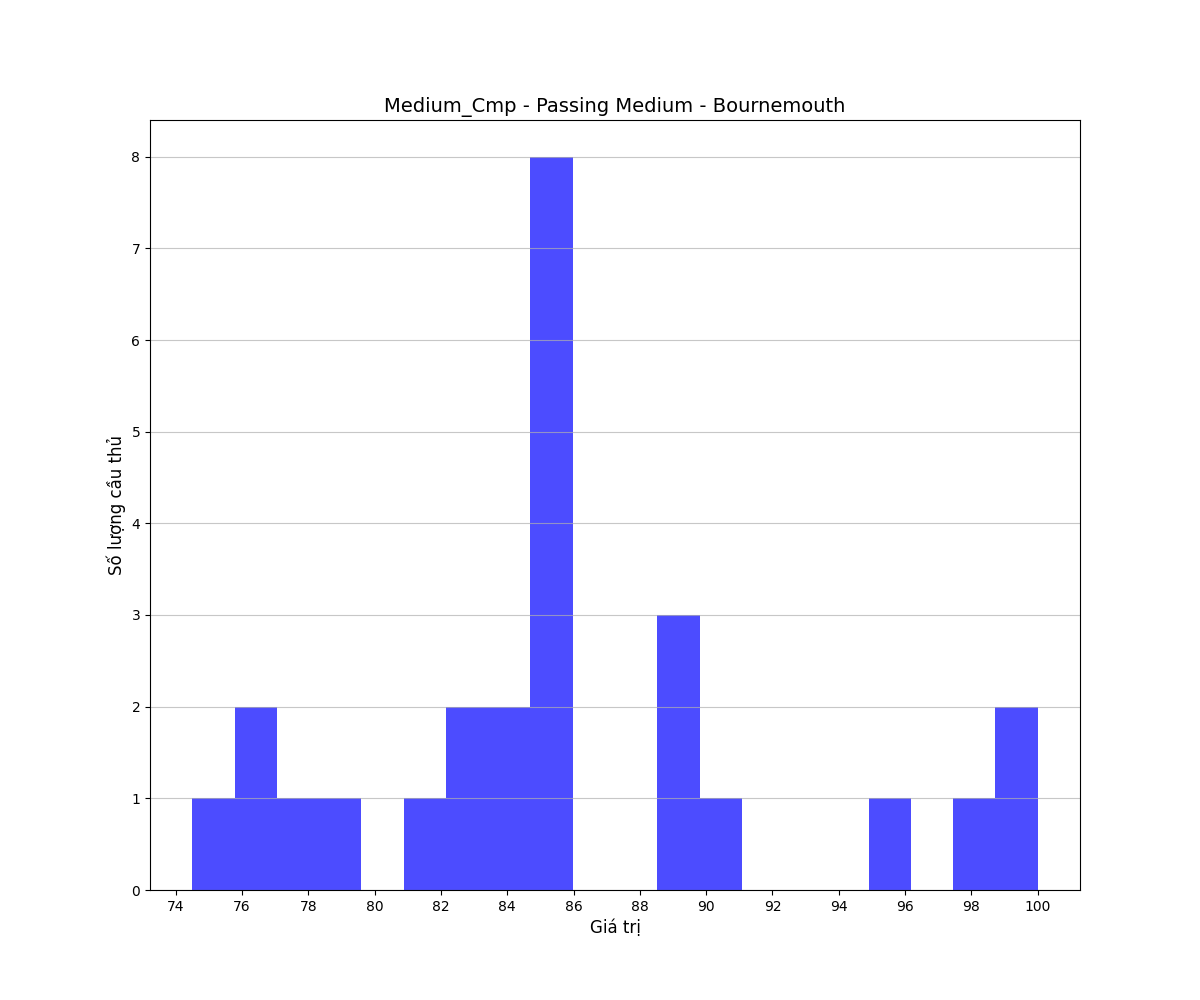 Medium_Cmp - Passing Medium - Bournemouth
8
7
6
5
4
3
2
1
0
Số lượng cầu thủ
74 76 78 80 82 84 86 88 90 92 94 96 98 100
Giá trị